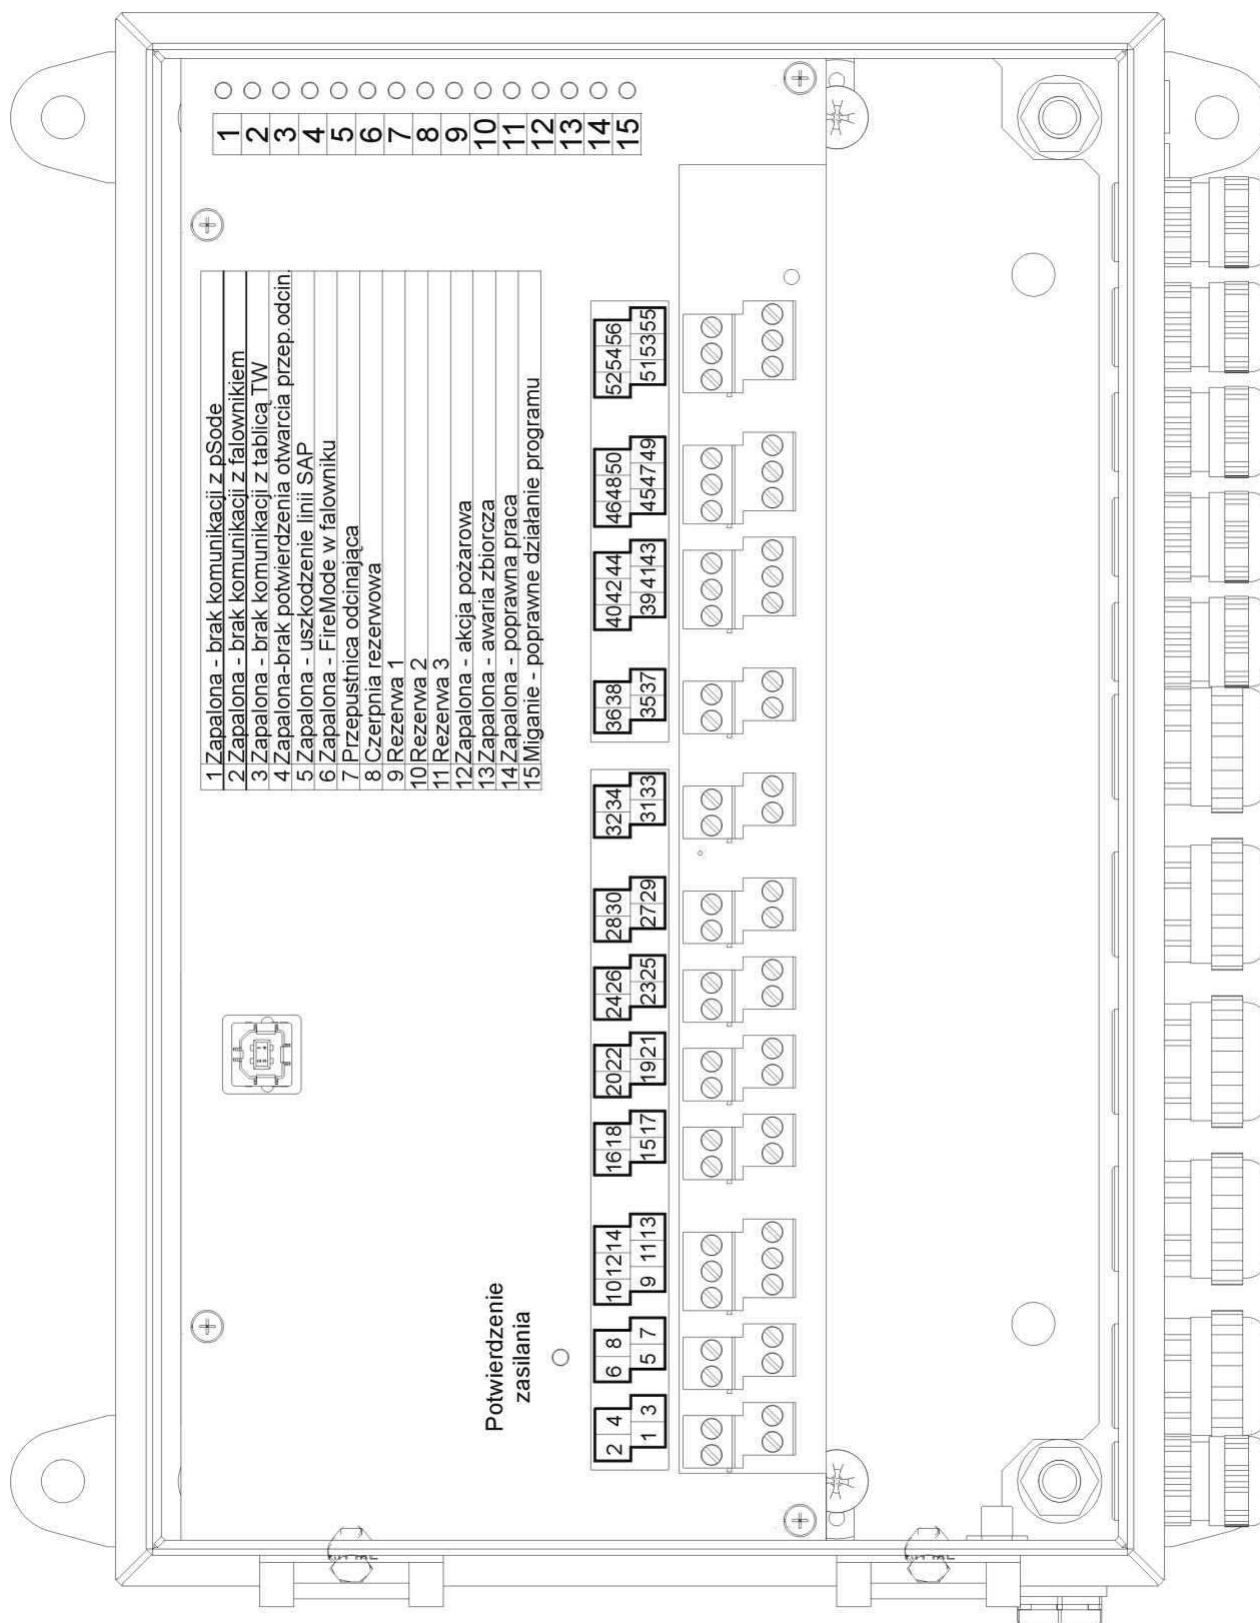 1
2
3
4
5
6
7
8
9
10
11
12
13
14
15
1 Zapalona - brak komunikacji z pSode
2 Zapalona - brak komunikacji z falownikiem
3 Zapalona - brak komunikacji z tablicą TW
4 Zapalona-brak potwierdzenia otwarcia przep.odcin.
5 Zapalona - uszkodzenie linii SAP
6 Zapalona - FireMode w falowniku
7 Przepustnica odcinająca
8 Czerpnia rezerwowa
9 Rezerwa 1
10 Rezerwa 2
11 Rezerwa 3
12 Zapalona - akcja pożarowa
13 Zapalona - awaria zbiorcza
14 Zapalona - poprawna praca
15 Miganie - poprawne działanie programu
Potwierdzenie
zasilania
2 4 6 8 10 12 14 16 18 20 22 24 26 28 30 32 34 36 38 40 42 44 46 48 50 52 54 56
1 3 5 7 9 11 13 15 17 19 21 23 25 27 29 31 33 35 37 39 41 43 45 47 49 51 53 55